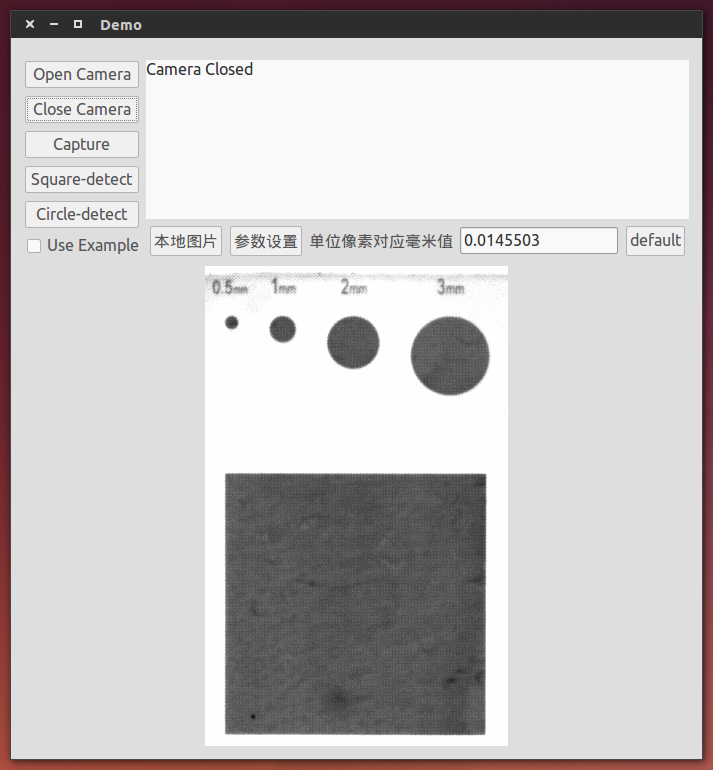 Demo
Open Camera
Camera Closed
Close Camera
Capture
Square-detect
Circle-detect
Use Example
本地图片 参数设置 单位像素对应毫米值 0.0145503 default
0.5mm 1mm 2mm 3mm